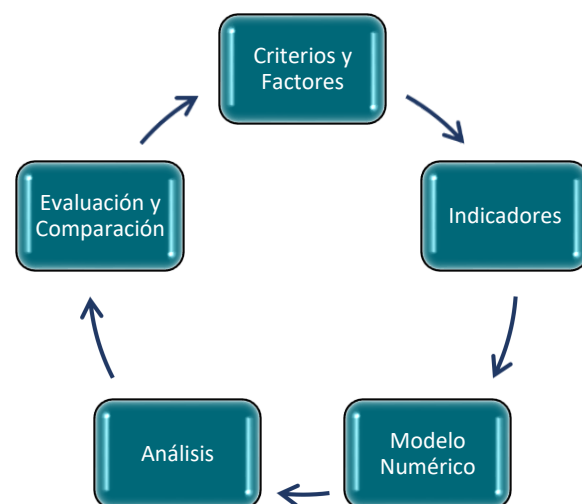 Criterios y
Factores
Indicadores
Modelo
Numérico
Análisis
Evaluación y
Comparación